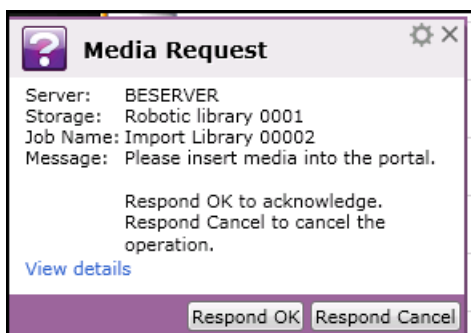 Media Request
Server: BESERVER
Storage: Robotic library 0001
Job Name: Import Library 00002
Message: Please insert media into the portal.
Respond OK to acknowledge.
Respond Cancel to cancel the
operation.
View details
Respond OK Respond Cancel